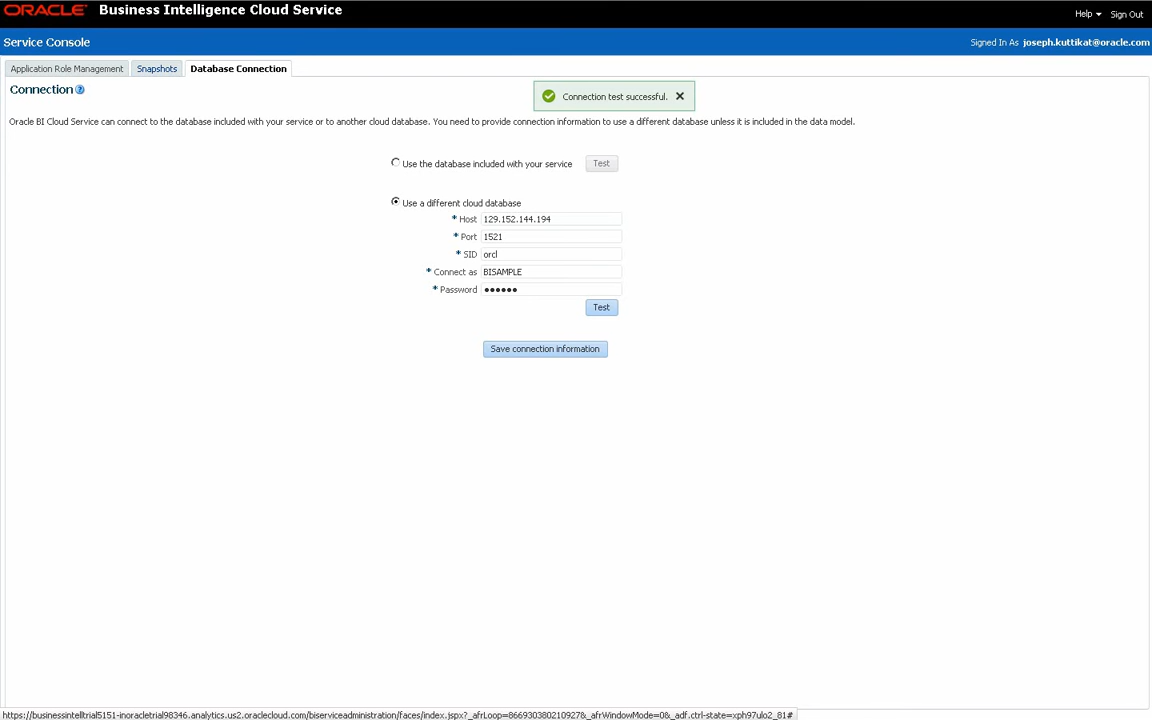 ORACLE Business Intelligence Cloud Service Help Sign Out
Service Console Signed In As joseph.kuttikat@oracle.com
Application Role Management Snapshots Database Connection
Connection ?
Connection test successful.
Oracle BI Cloud Service can connect to the database included with your service or to another cloud database. You need to provide connection information to use a different database unless it is included in the data model.
Use the database included with your service Test
Use a different cloud database
* Host 129.152.144.194
* Port 1521
* SID orcl
* Connect as BISAMPLE
* Password ●●●●●●
Test
Save connection information
https://businessintelltrial5151-inoracletrial98346.analytics.us2.oraclecloud.com/biserviceadministration/faces/index.jspx?_afrLoop=866930380210927&_afrWindowMode=0&_adf.ctrl-state=xph97ulo2_81#